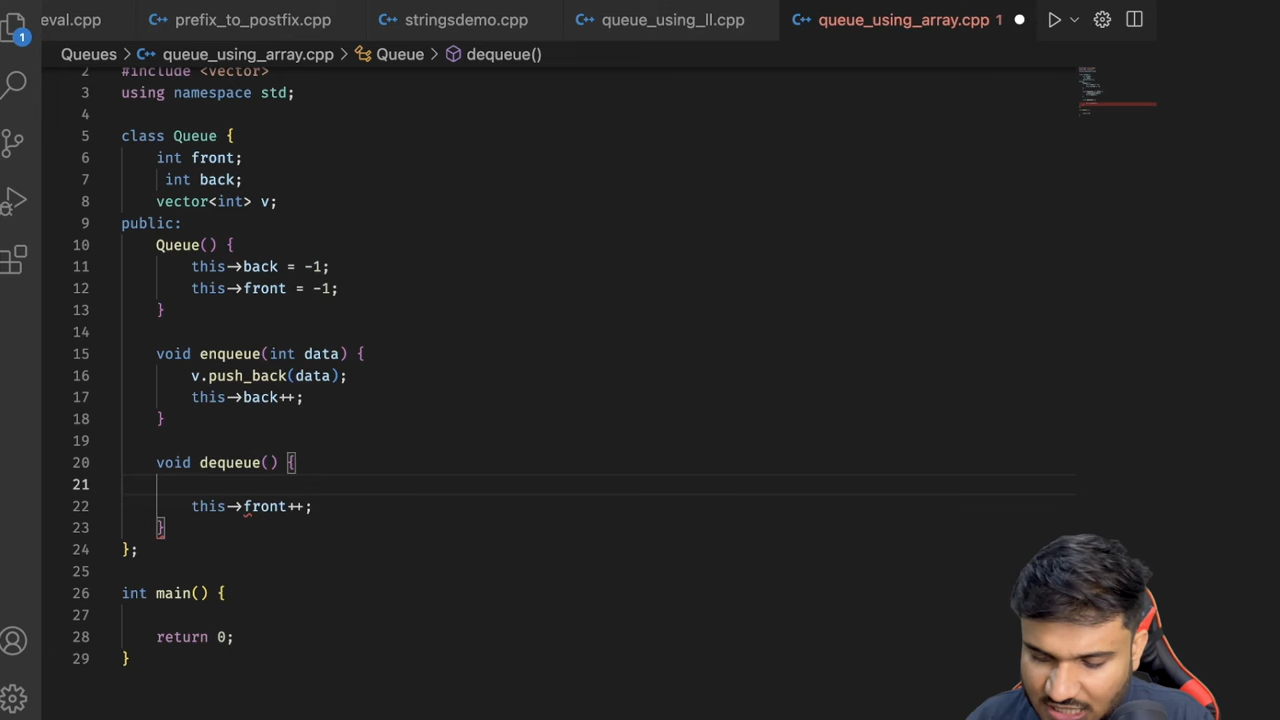 eval.cpp prefix_to_postfix.cpp stringsdemo.cpp queue_using_ll.cpp queue_using_array.cpp 1
1
Queues > queue_using_array.cpp > Queue > dequeue()
2 #include <vector>
3 using namespace std;
4
5 class Queue {
6 int front;
7 int back;
8 vector<int> v;
9 public:
10 Queue() {
11 this->back = -1;
12 this->front = -1;
13 }
14
15 void enqueue(int data) {
16 v.push_back(data);
17 this->back++;
18 }
19
20 void dequeue() {
21
22 this->front++;
23 }
24 };
25
26 int main() {
27
28 return 0;
29 }